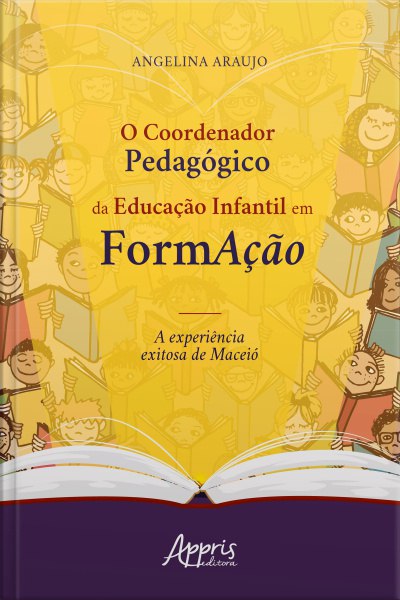 ANGELINA ARAUJO
O Coordenador
Pedagógico
da Educação Infantil em
FormAção
A experiência
exitosa de Maceió
Appris
editora